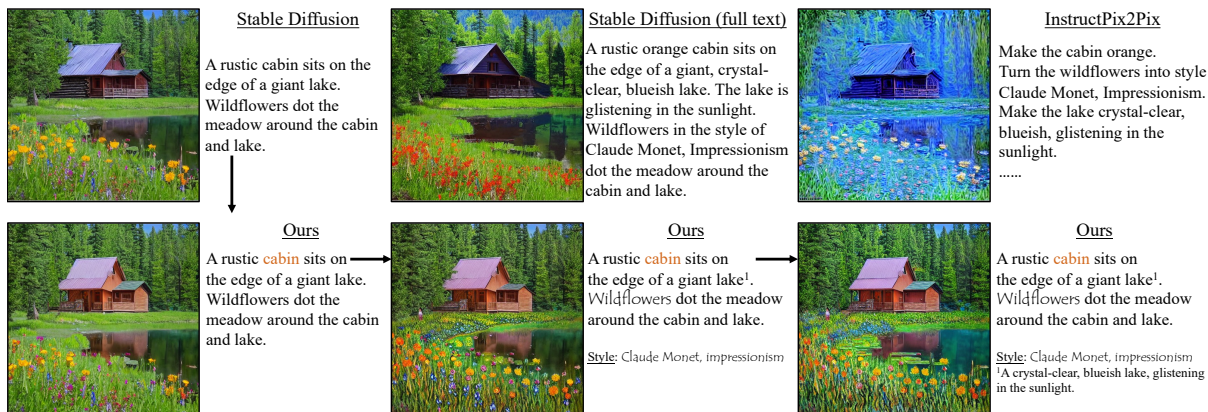 Stable Diffusion
A rustic cabin sits on the
edge of a giant lake.
Wildflowers dot the
meadow around the cabin
and lake.
Stable Diffusion (full text)
A rustic orange cabin sits on
the edge of a giant, crystal-
clear, blueish lake. The lake is
glistening in the sunlight.
Wildflowers in the style of
Claude Monet, Impressionism
dot the meadow around the
cabin and lake.
InstructPix2Pix
Make the cabin orange.
Turn the wildflowers into style
Claude Monet, Impressionism.
Make the lake crystal-clear,
blueish, glistening in the
sunlight.
......
Ours
A rustic cabin sits on
the edge of a giant lake.
Wildflowers dot the
meadow around the cabin
and lake.
Ours
A rustic cabin sits on
the edge of a giant lake¹.
Wildflowers dot the meadow
around the cabin and lake.
Style: Claude Monet, impressionism
Ours
A rustic cabin sits on
the edge of a giant lake¹.
Wildflowers dot the meadow
around the cabin and lake.
Style: Claude Monet, impressionism
¹A crystal-clear, blueish lake, glistening
in the sunlight.